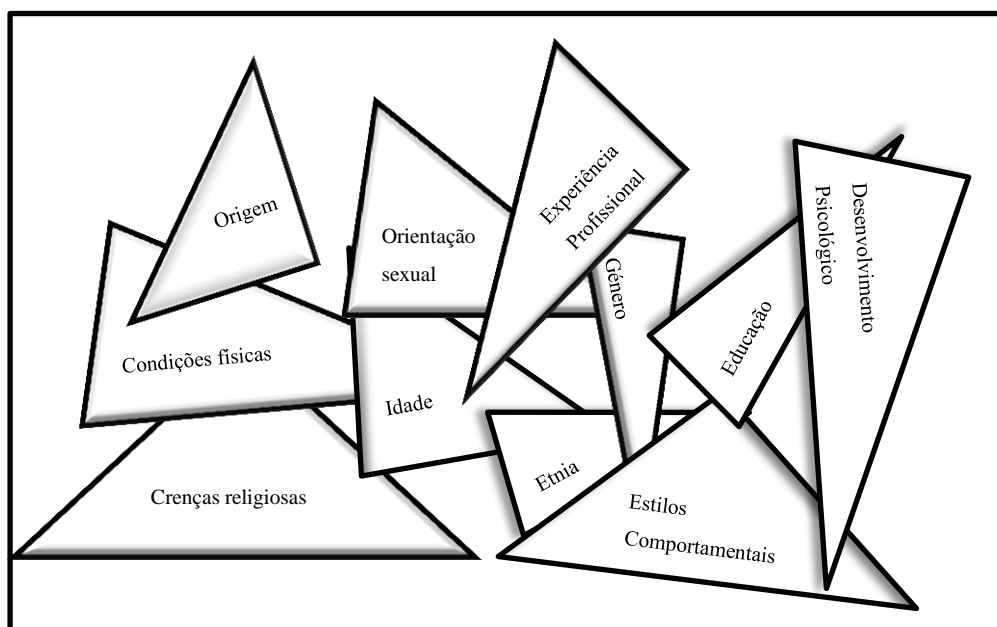 Origem
Orientação
sexual
Experiência
Profissional
Género
Educação
Desenvolvimento
Psicológico
Condições físicas
Idade
Crenças religiosas
Etnia
Estilos
Comportamentais